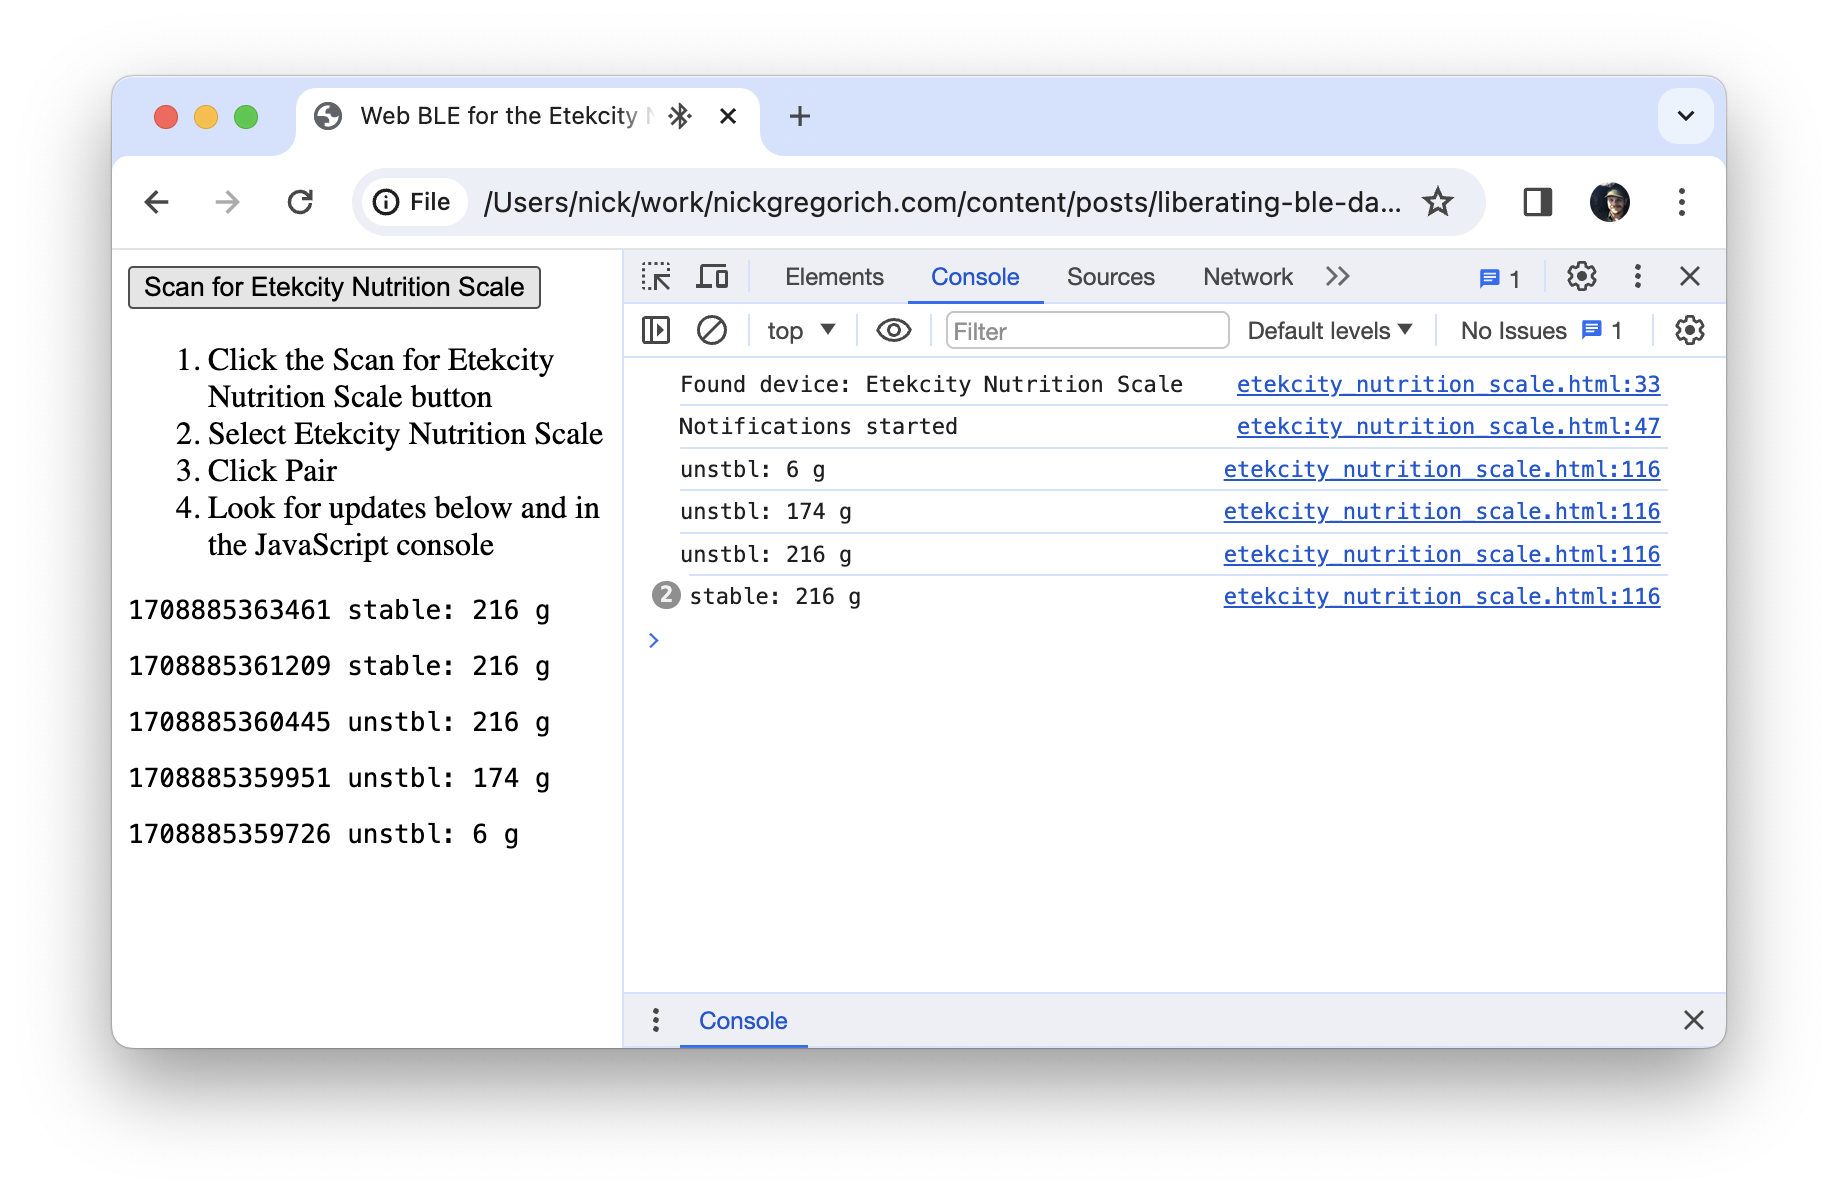 Web BLE for the Etekcity
File
/Users/nick/work/nickgregorich.com/content/posts/liberating-ble-da...
Scan for Etekcity Nutrition Scale
1. Click the Scan for Etekcity
Nutrition Scale button
2. Select Etekcity Nutrition Scale
3. Click Pair
4. Look for updates below and in
the JavaScript console
1708885363461 stable: 216 g
1708885361209 stable: 216 g
1708885360445 unstbl: 216 g
1708885359951 unstbl: 174 g
1708885359726 unstbl: 6 g
Elements Console Sources Network 1
top Filter Default levels No Issues 1
Found device: Etekcity Nutrition Scale etekcity_nutrition_scale.html:33
Notifications started etekcity_nutrition_scale.html:47
unstbl: 6 g etekcity_nutrition_scale.html:116
unstbl: 174 g etekcity_nutrition_scale.html:116
unstbl: 216 g etekcity_nutrition_scale.html:116
2 stable: 216 g etekcity_nutrition_scale.html:116
Console